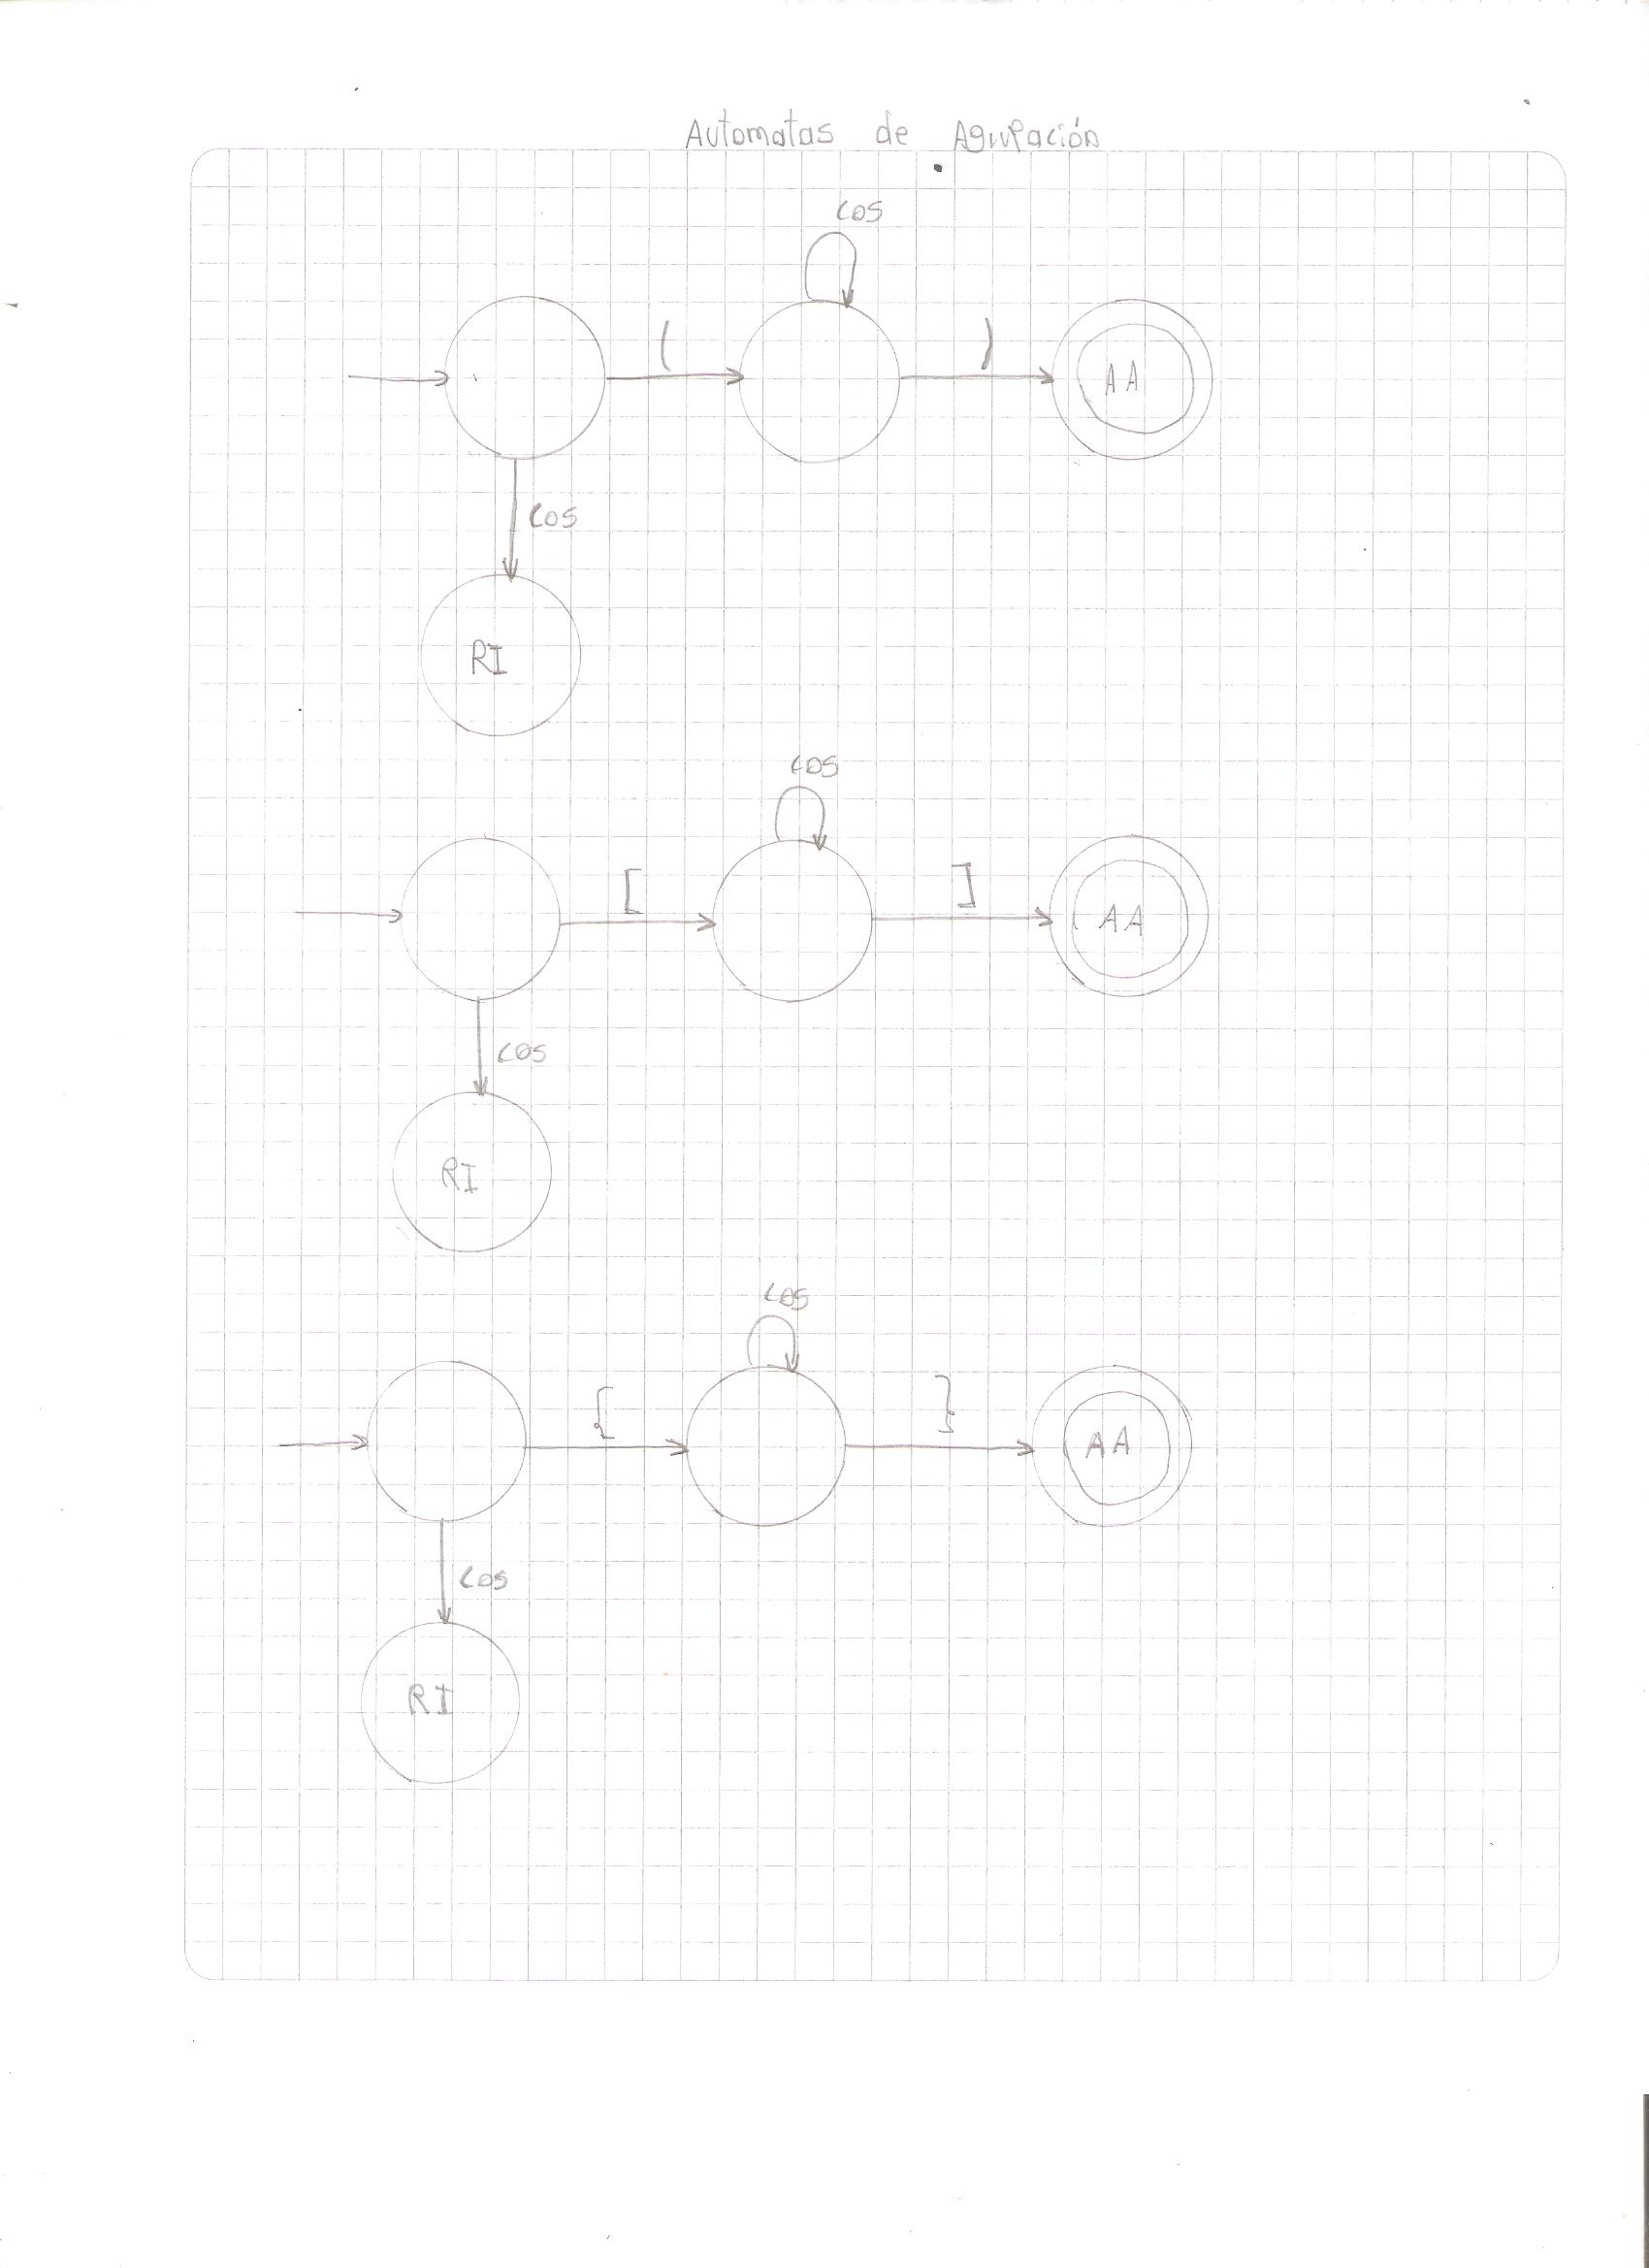 Automatas de Agrupación
cos
( )
AA
cos
RI
cos
[ ]
AA
cos
RI
cos
{ }
AA
cos
RI